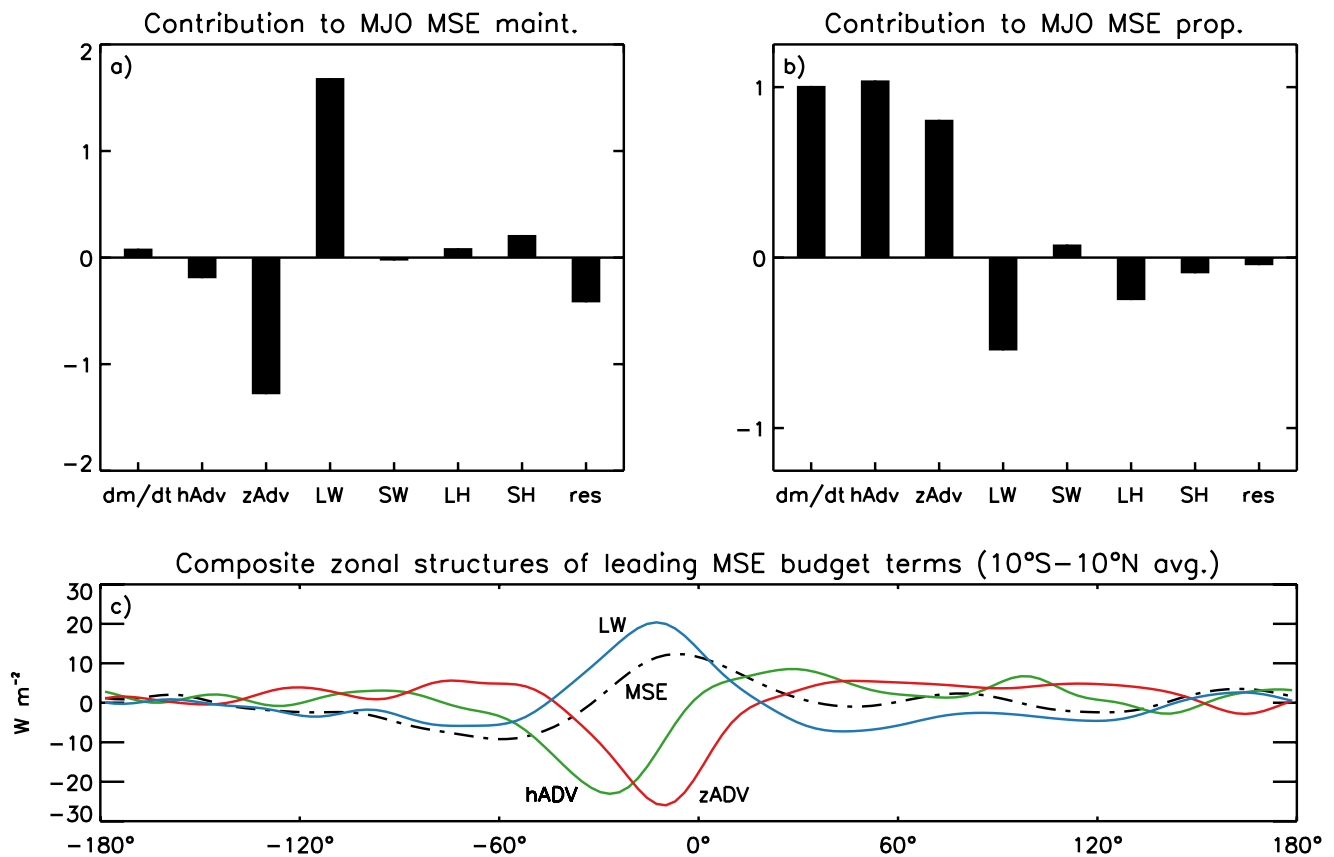 Contribution to MJO MSE maint.
a)
2
1
0
−1
−2
dm/dt hAdv zAdv LW SW LH SH res
Contribution to MJO MSE prop.
b)
1
0
−1
dm/dt hAdv zAdv LW SW LH SH res
Composite zonal structures of leading MSE budget terms (10°S−10°N avg.)
c)
W m⁻²
30
20
10
0
−10
−20
−30
LW
MSE
hADV
zADV
−180° −120° −60° 0° 60° 120° 180°